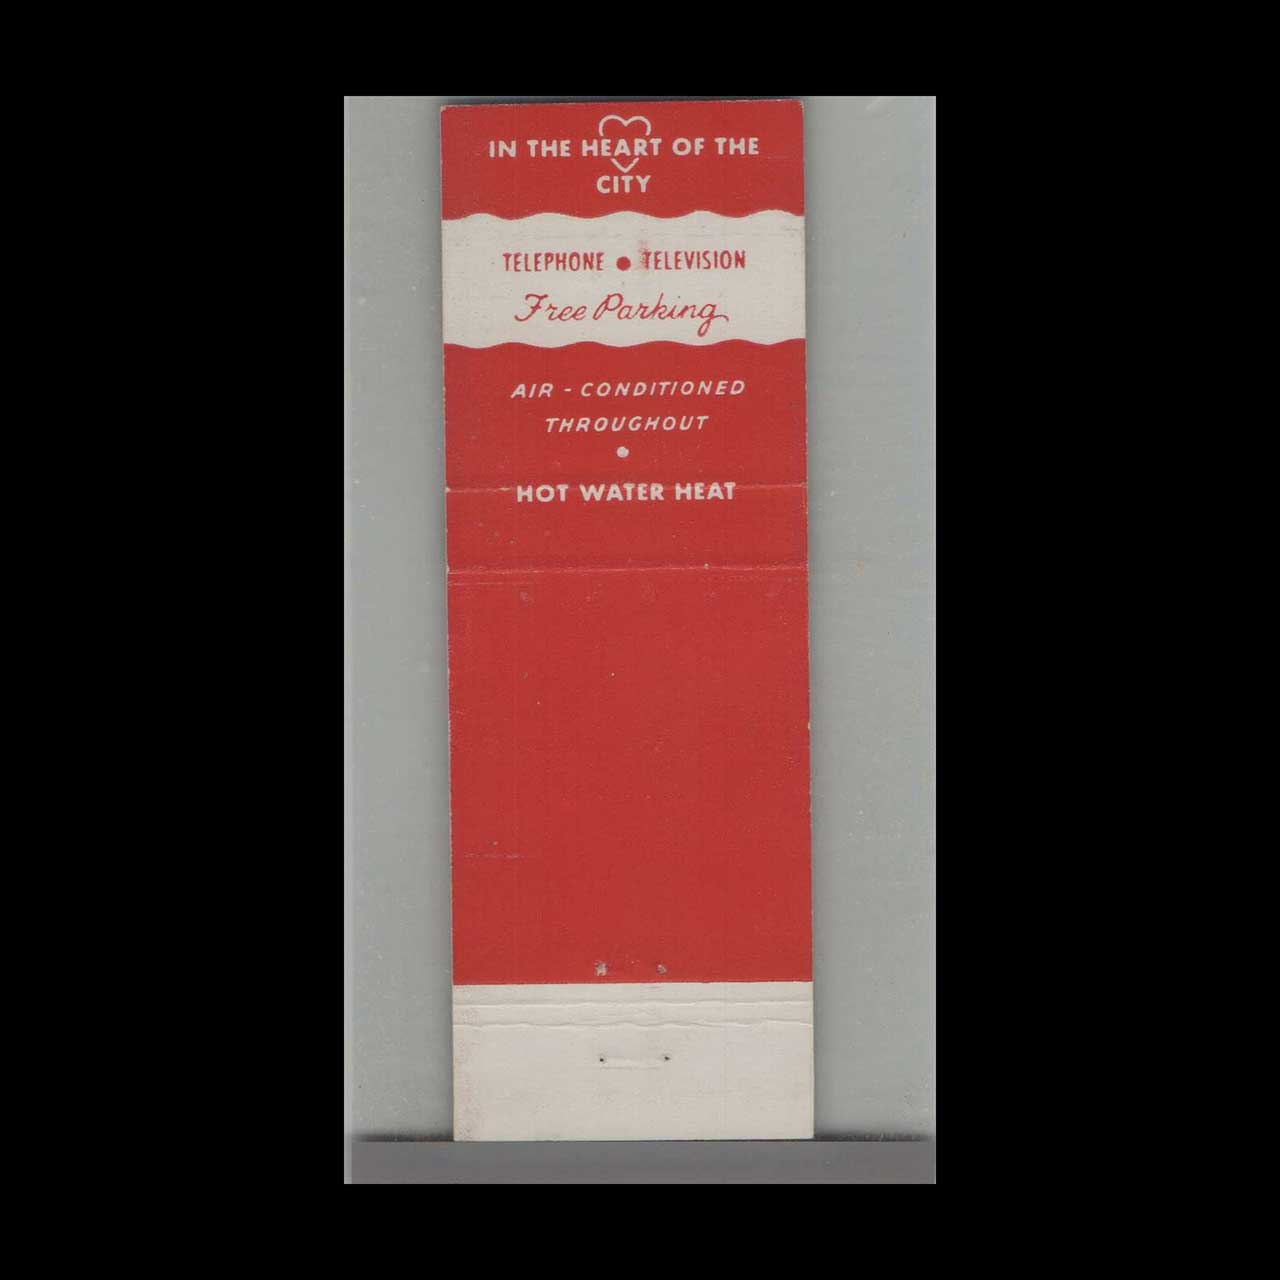 IN THE HEART OF THE
CITY
TELEPHONE ● TELEVISION
Free Parking
AIR - CONDITIONED
THROUGHOUT
●
HOT WATER HEAT